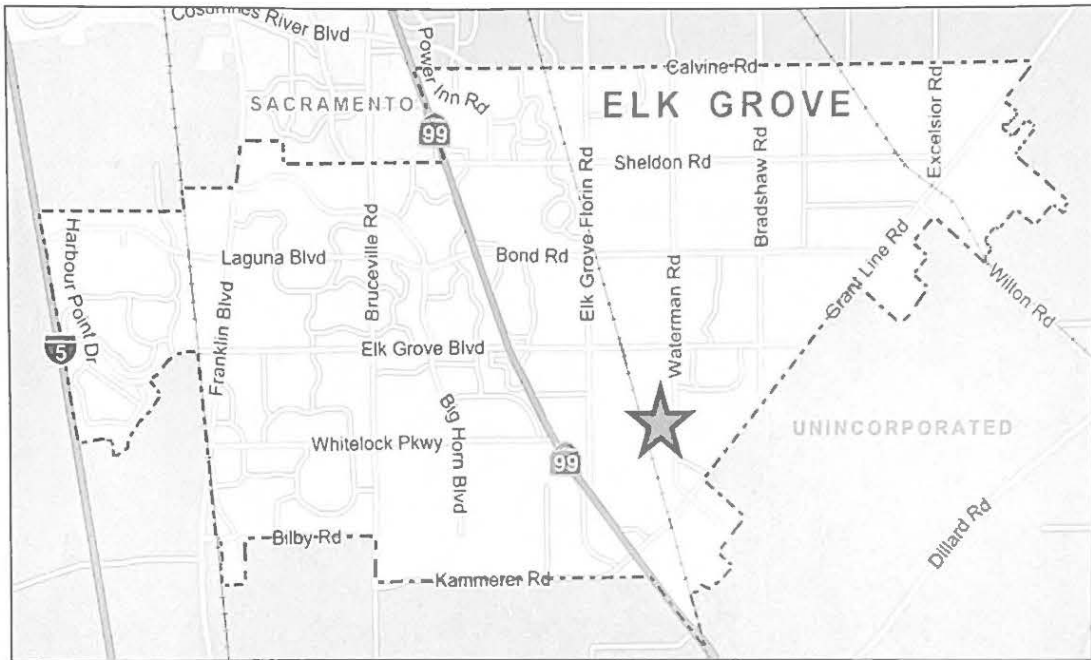 Cosumnes River Blvd
Power Inn Rd
Calvine Rd
SACRAMENTO
ELK GROVE
99
Excelsior Rd
Sheldon Rd
Bradshaw Rd
Elk Grove-Florin Rd
Harbour Point Dr
Bruceville Rd
Laguna Blvd
Bond Rd
Waterman Rd
Grant Line Rd
Wilton Rd
Franklin Blvd
5
Elk Grove Blvd
Big Horn Blvd
Whitelock Pkwy
UNINCORPORATED
99
Dillard Rd
Bilby Rd
Kammerer Rd